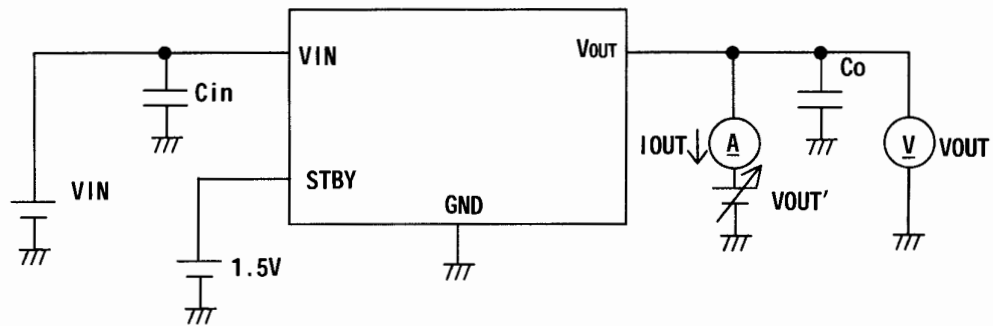 VIN
VOUT
Cin
Co
IOUT
A
V
VOUT
STBY
VIN
VOUT'
GND
1.5V